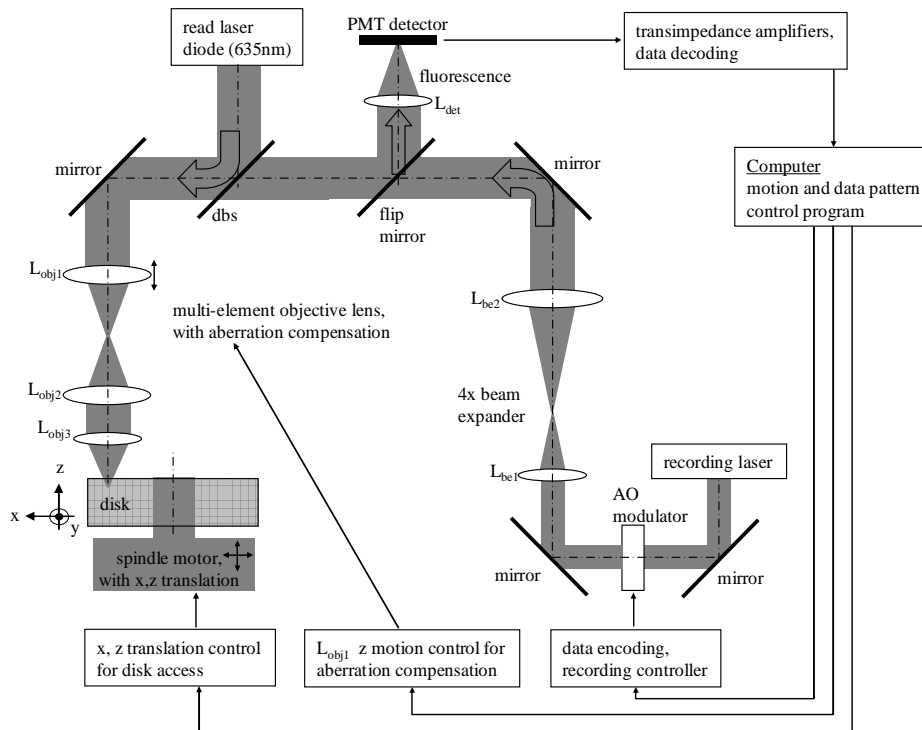 read laser
diode (635nm)
PMT detector
transimpedance amplifiers,
data decoding
fluorescence
L_det
mirror
mirror
Computer
motion and data pattern
control program
dbs
flip
mirror
L_obj1
L_be2
multi-element objective lens,
with aberration compensation
L_obj2
4x beam
expander
L_obj3
recording laser
z
L_be1
AO
modulator
disk
x
y
spindle motor,
with x,z translation
mirror
mirror
x, z translation control
for disk access
L_obj1 z motion control for
aberration compensation
data encoding,
recording controller